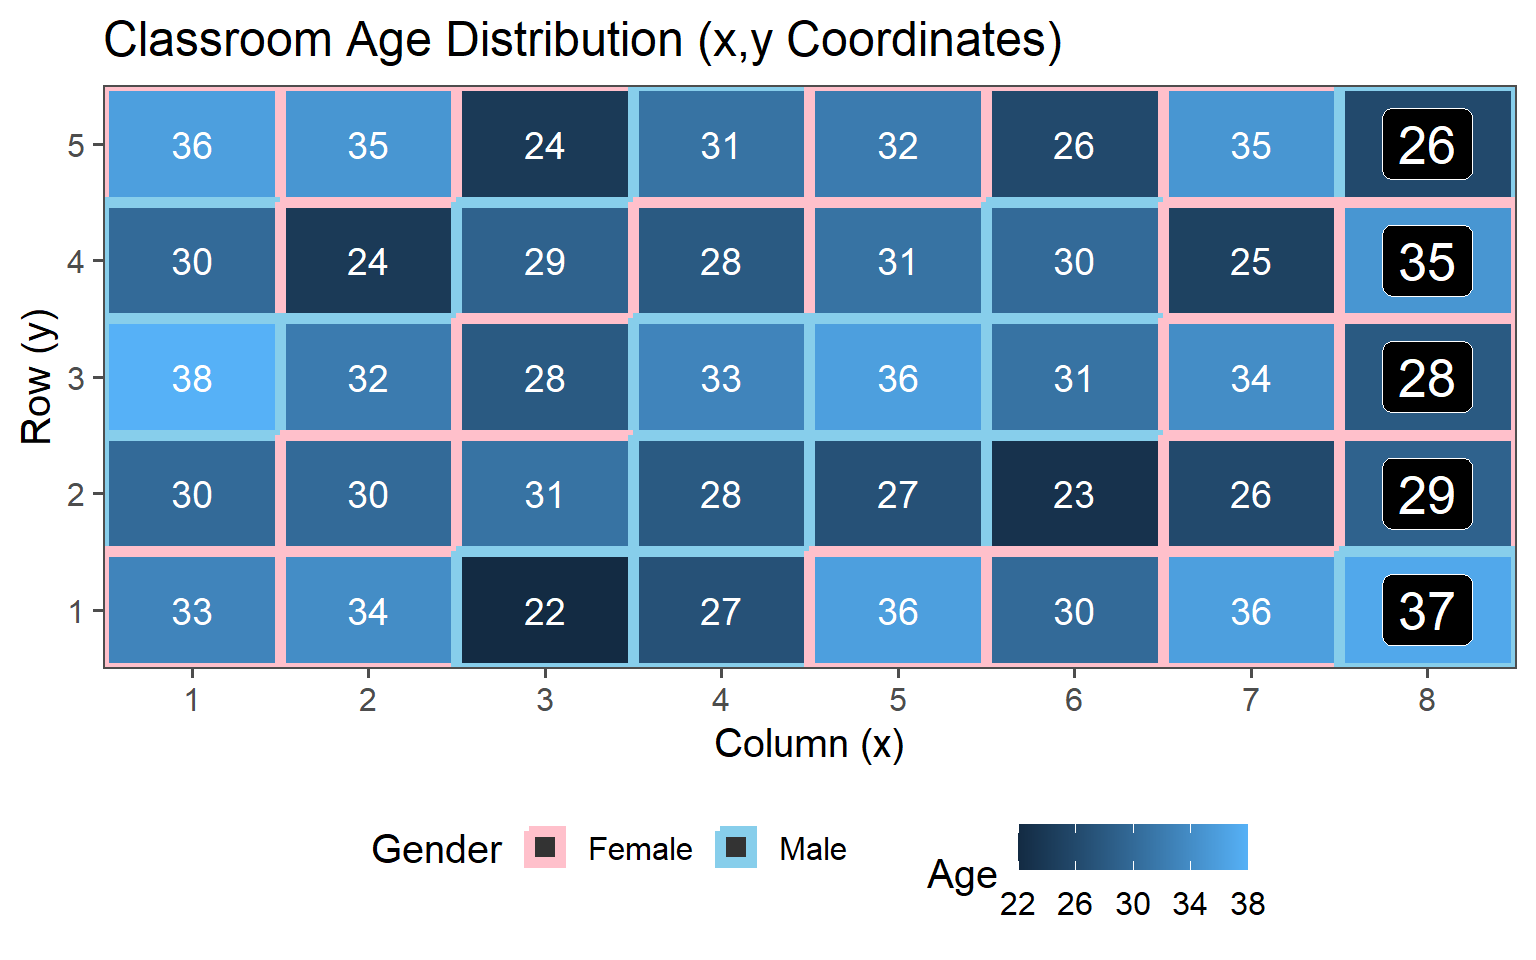 Classroom Age Distribution (x,y Coordinates)
5 36 35 24 31 32 26 35 26
4 30 24 29 28 31 30 25 35
Row (y)
3 38 32 28 33 36 31 34 28
2 30 30 31 28 27 23 26 29
1 33 34 22 27 36 30 36 37
1 2 3 4 5 6 7 8
Column (x)
Gender Female Male
Age
22 26 30 34 38